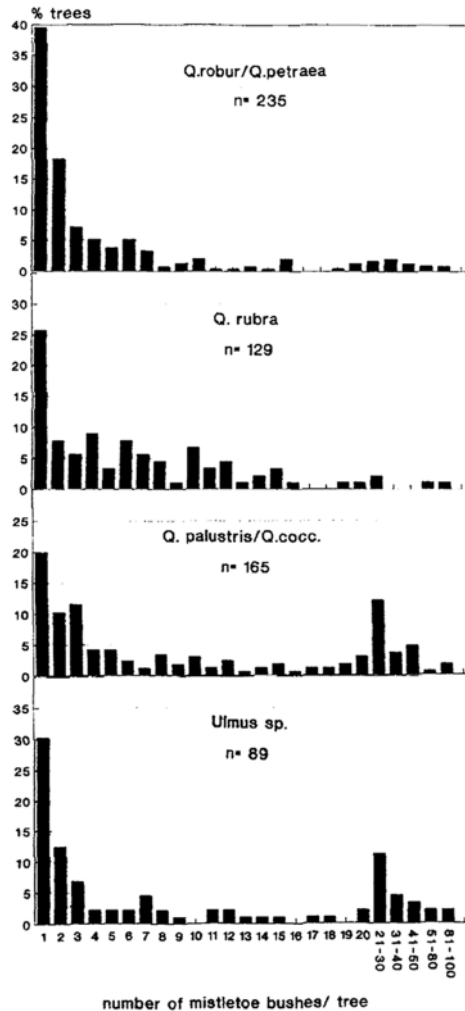 % trees
40
35
30
25
20
15
10
5
0
Q.robur/Q.petraea
n= 235
30
25
20
15
10
5
0
Q. rubra
n= 129
25
20
15
10
5
0
Q. palustris/Q.cocc.
n= 165
35
30
25
20
15
10
5
0
Ulmus sp.
n= 89
1 2 3 4 5 6 7 8 9 10 11 12 13 14 15 16 17 18 19 20 21-30 31-40 41-50 51-80 81-100
number of mistletoe bushes/ tree